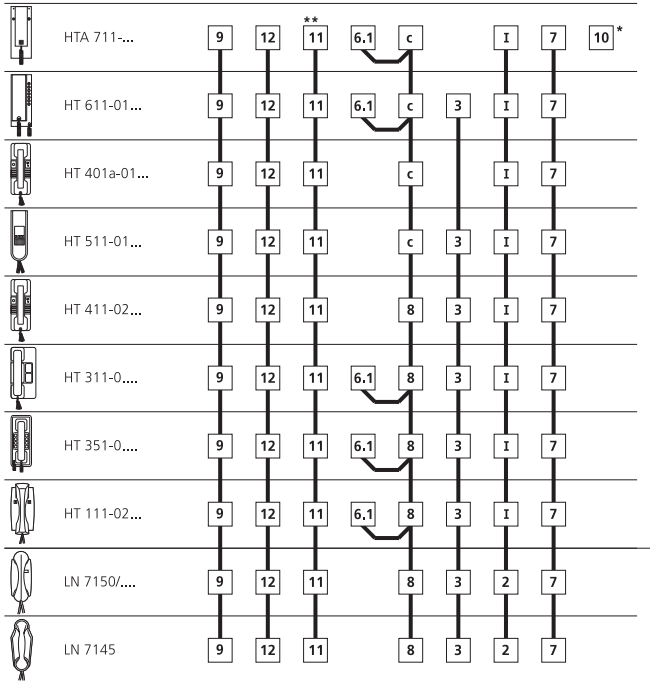 **
HTA 711-... 9 12 11 6.1 c I 7 10 *
HT 611-01... 9 12 11 6.1 c 3 I 7
HT 401a-01... 9 12 11 c I 7
HT 511-01... 9 12 11 c 3 I 7
HT 411-02... 9 12 11 8 3 I 7
HT 311-0.... 9 12 11 6.1 8 3 I 7
HT 351-0.... 9 12 11 6.1 8 3 I 7
HT 111-02... 9 12 11 6.1 8 3 I 7
LN 7150/.... 9 12 11 8 3 2 7
LN 7145 9 12 11 8 3 2 7